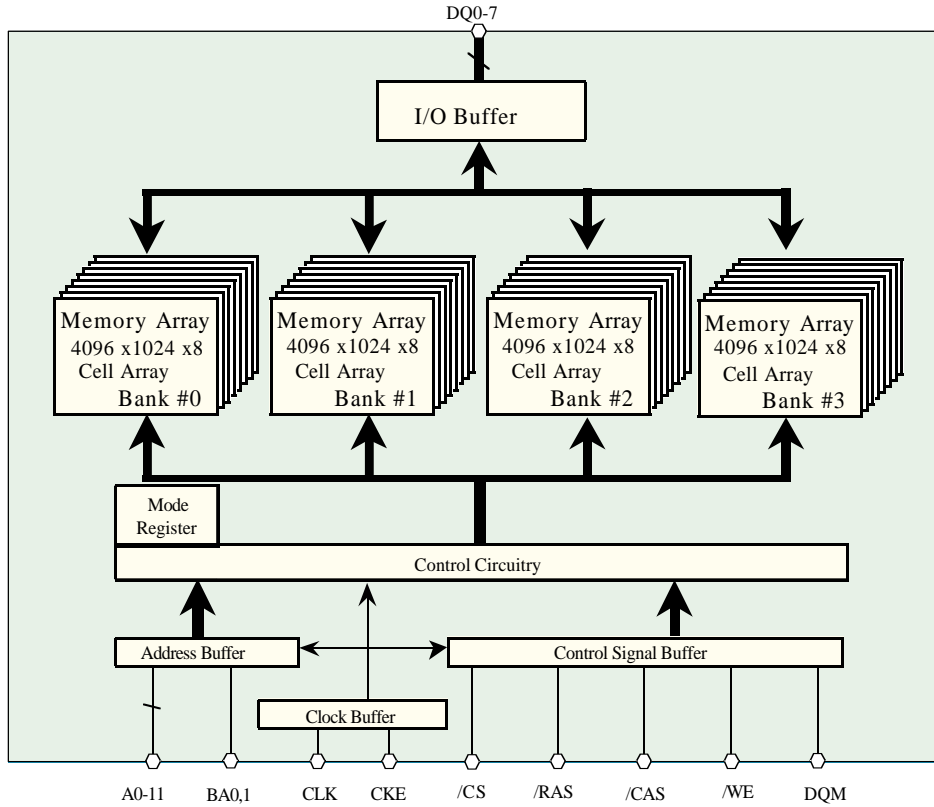 DQ0-7
I/O Buffer
Memory Array
4096 x1024 x8
Cell Array
Bank #0
Memory Array
4096 x1024 x8
Cell Array
Bank #1
Memory Array
4096 x1024 x8
Cell Array
Bank #2
Memory Array
4096 x1024 x8
Cell Array
Bank #3
Mode
Register
Control Circuitry
Address Buffer
Control Signal Buffer
Clock Buffer
A0-11
BA0,1
CLK
CKE
/CS
/RAS
/CAS
/WE
DQM